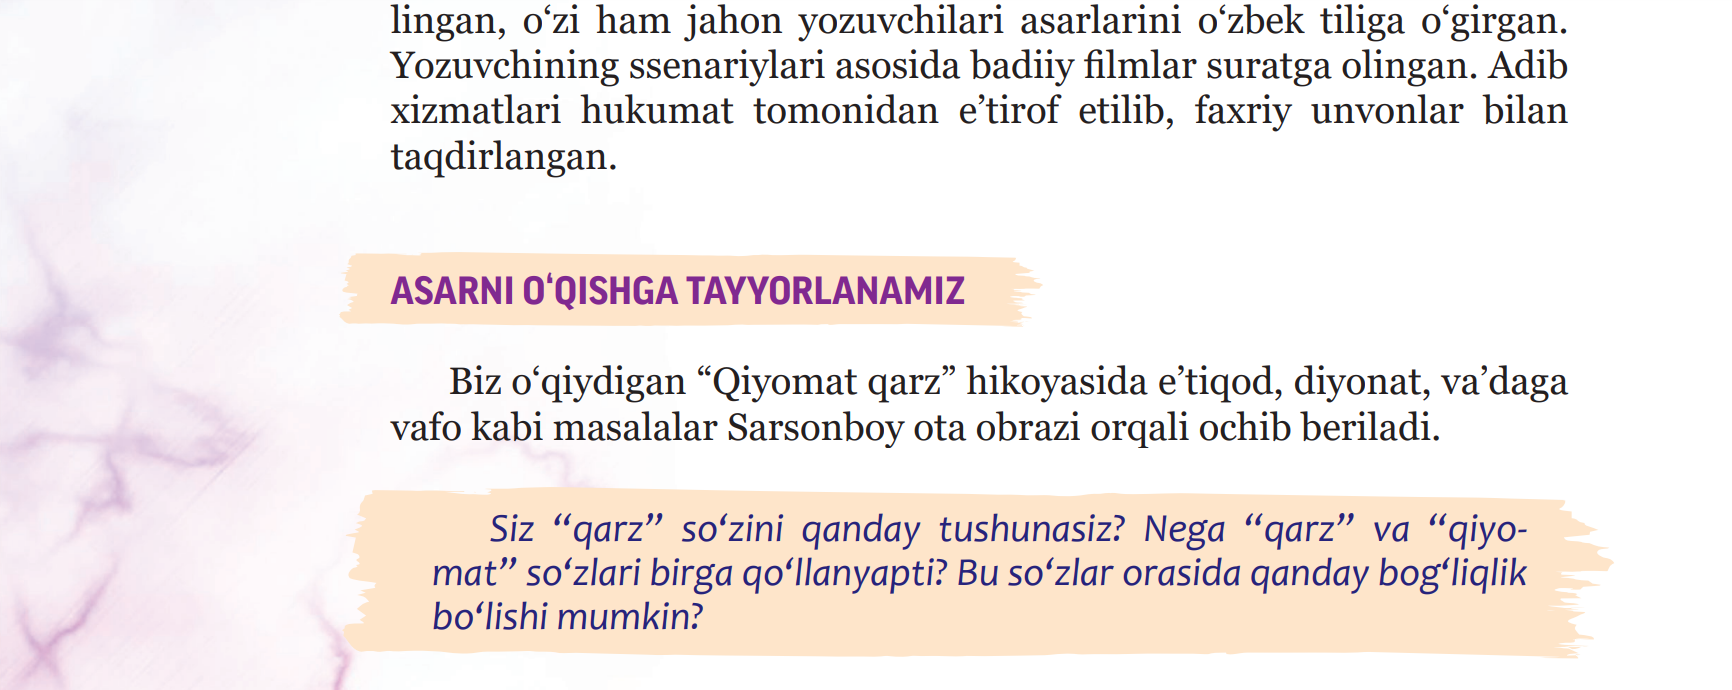 lingan, o‘zi ham jahon yozuvchilari asarlarini o‘zbek tiliga o‘girgan.
Yozuvchining ssenariylari asosida badiiy filmlar suratga olingan. Adib
xizmatlari hukumat tomonidan e’tirof etilib, faxriy unvonlar bilan
taqdirlangan.
ASARNI O‘QISHGA TAYYORLANAMIZ
Biz o‘qiydigan “Qiyomat qarz” hikoyasida e’tiqod, diyonat, va’daga
vafo kabi masalalar Sarsonboy ota obrazi orqali ochib beriladi.
Siz “qarz” so‘zini qanday tushunasiz? Nega “qarz” va “qiyo-
mat” so‘zlari birga qo‘llanyapti? Bu so‘zlar orasida qanday bog‘liqlik
bo‘lishi mumkin?